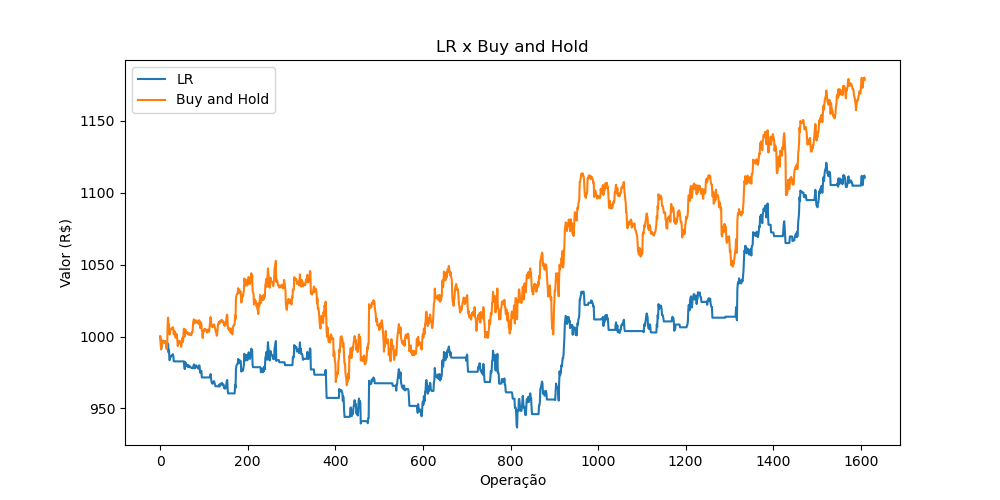 LR x Buy and Hold
LR
Buy and Hold
Valor (R$)
1150
1100
1050
1000
950
0 200 400 600 800 1000 1200 1400 1600
Operação